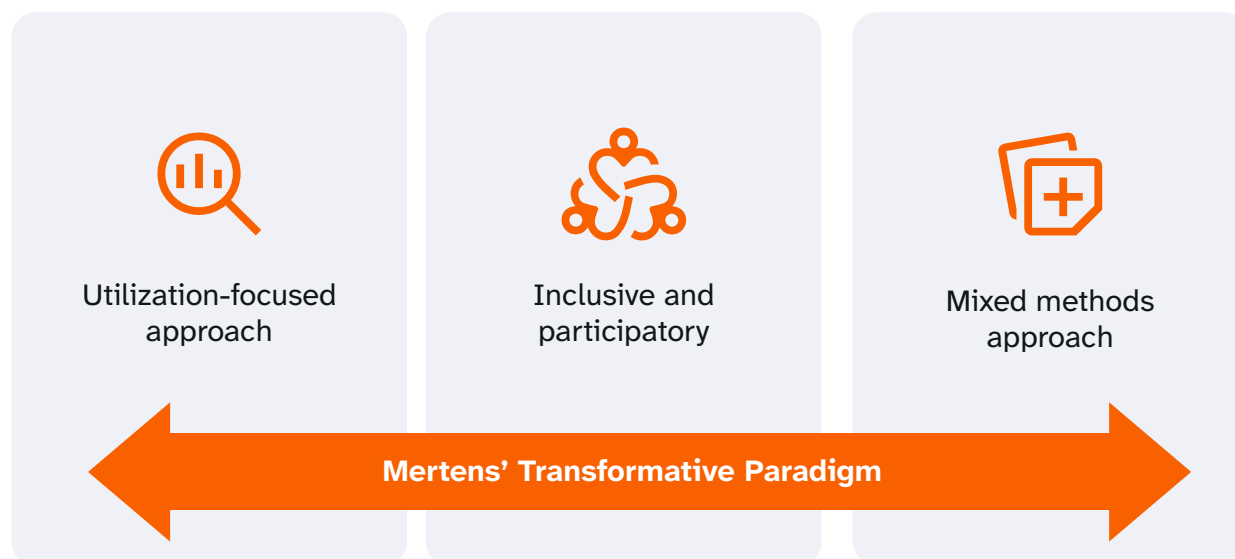 Utilization-focused
approach
Inclusive and
participatory
Mixed methods
approach
Mertens’ Transformative Paradigm